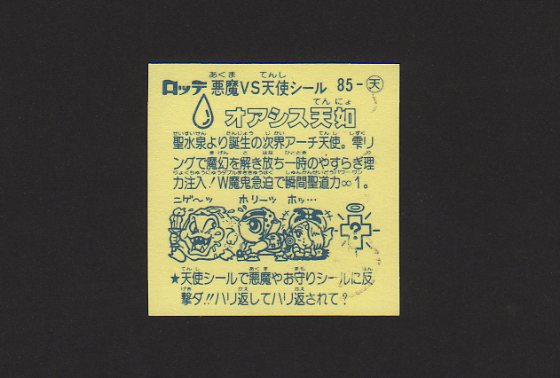 ロッテ 悪魔VS天使シール 85-天
オアシス天如
聖水泉より誕生の次界アーチ天使。雫リ
ングで魔幻を解き放ち一時のやすらぎ理
力注入!W魔鬼急迫で瞬間聖道力∞1。
ニゲ〜ッ ホリーッ ホッ…
?
★天使シールで悪魔やお守りシールに反
撃ダ!!ハリ返してハリ返されて?